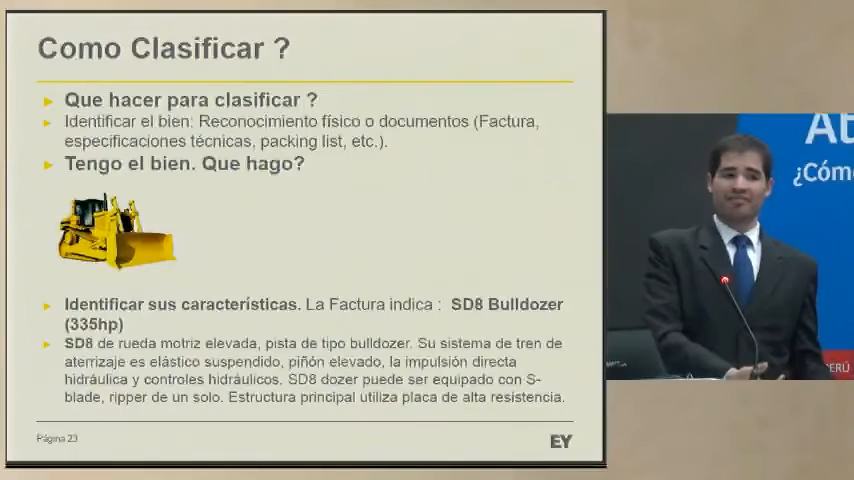 Como Clasificar ?
Que hacer para clasificar ?
Identificar el bien: Reconocimiento físico o documentos (Factura,
especificaciones técnicas, packing list, etc.).
Tengo el bien. Que hago?
Identificar sus características. La Factura indica : SD8 Bulldozer
(335hp)
SD8 de rueda motriz elevada, pista de tipo bulldozer. Su sistema de tren de
aterrizaje es elástico suspendido, piñón elevado, la impulsión directa
hidráulica y controles hidráulicos. SD8 dozer puede ser equipado con S-
blade, ripper de un solo. Estructura principal utiliza placa de alta resistencia.
Página 23
EY
At
¿Cóm
PERÚ